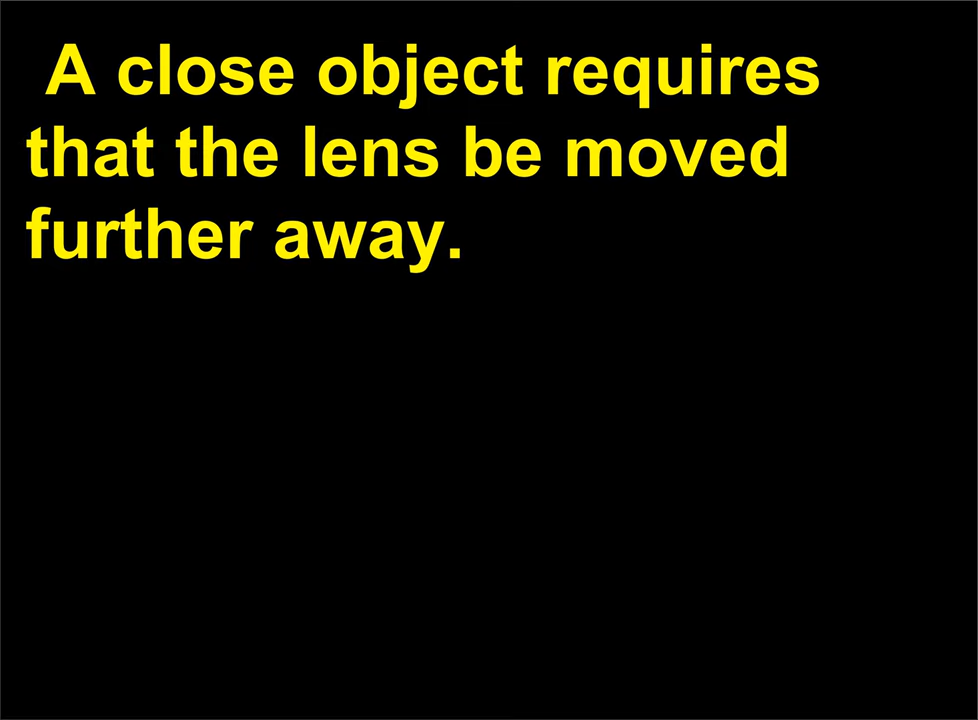 A close object requires
that the lens be moved
further away.